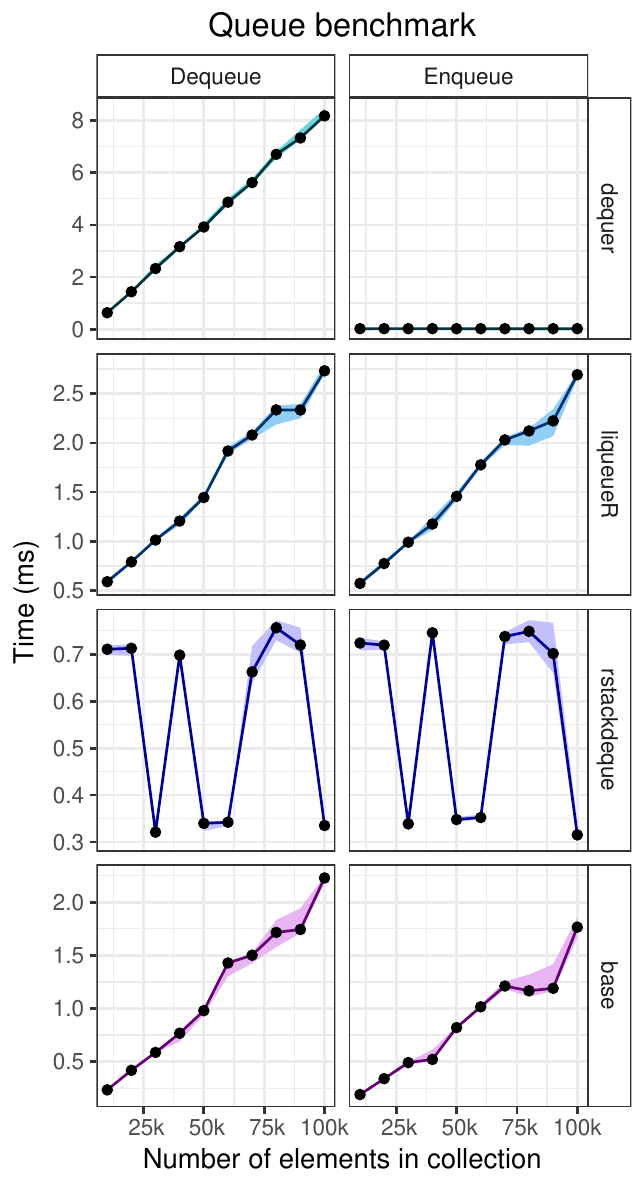 Queue benchmark
Dequeue Enqueue
8
6
4
2
0
dequer
2.5
2.0
1.5
1.0
0.5
liqueueR
Time (ms)
0.7
0.6
0.5
0.4
0.3
rstackdeque
2.0
1.5
1.0
0.5
base
25k 50k 75k 100k 25k 50k 75k 100k
Number of elements in collection